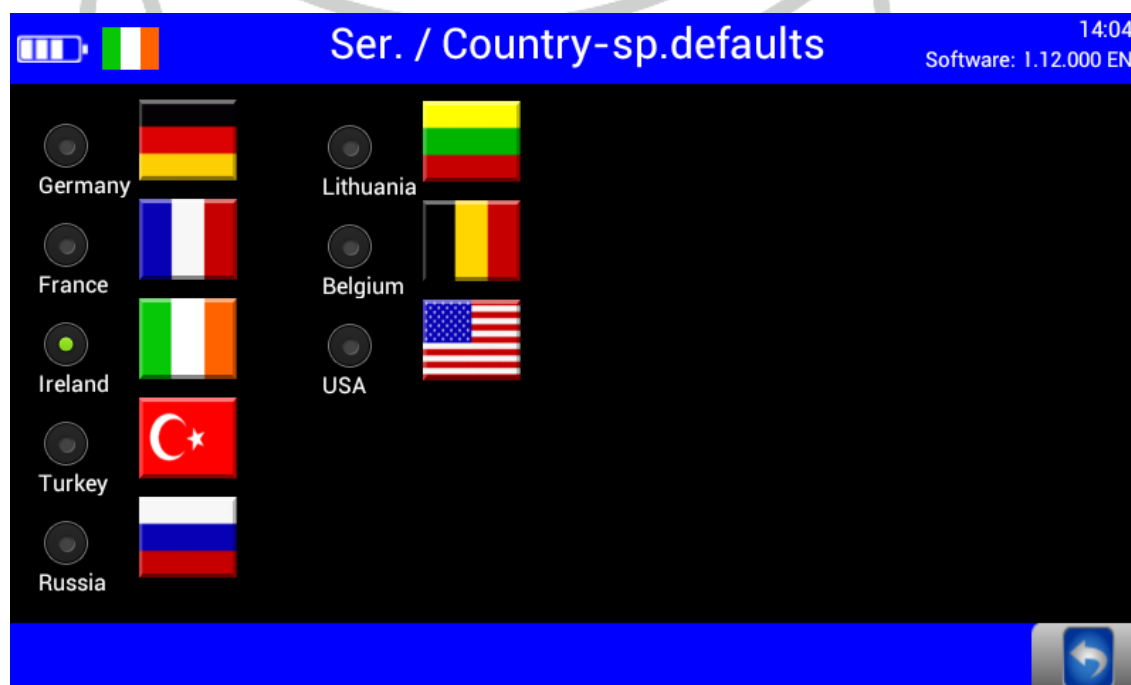 Ser. / Country-sp.defaults
14:04
Software: 1.12.000 EN
Germany
France
Ireland
Turkey
Russia
Lithuania
Belgium
USA